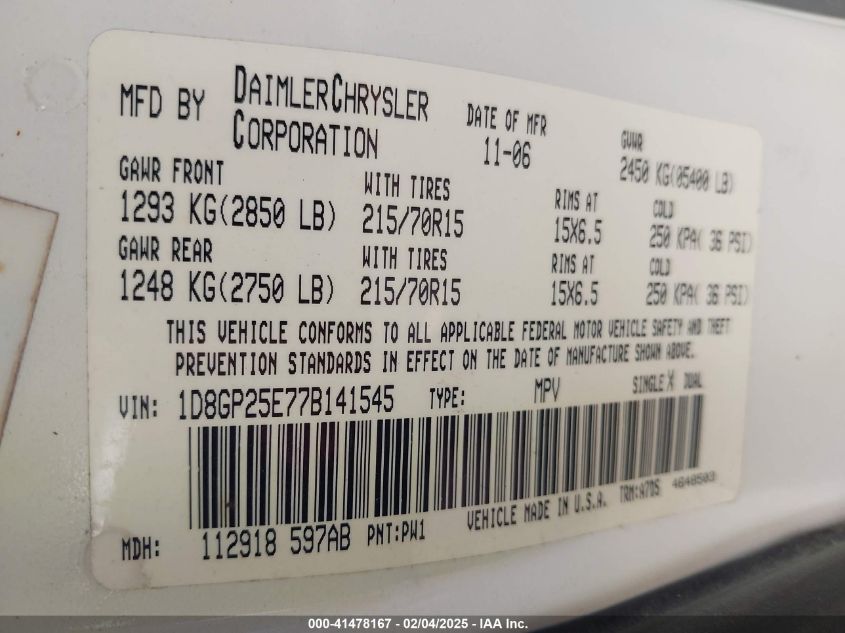 MFD BY DAIMLERCHRYSLER CORPORATION
DATE OF MFR 11-06
GVWR 2450 KG(05400 LB)
GAWR FRONT WITH TIRES RIMS AT COLD
1293 KG(2850 LB) 215/70R15 15X6.5 250 KPA( 36 PSI)
GAWR REAR WITH TIRES RIMS AT COLD
1248 KG(2750 LB) 215/70R15 15X6.5 250 KPA( 36 PSI)
THIS VEHICLE CONFORMS TO ALL APPLICABLE FEDERAL MOTOR VEHICLE SAFETY AND THEFT
PREVENTION STANDARDS IN EFFECT ON THE DATE OF MANUFACTURE SHOWN ABOVE.
VIN: 1D8GP25E77B141545 TYPE: MPV SINGLE X DUAL
MDH: 112918 597AB PNT:PW1 VEHICLE MADE IN U.S.A. TRM:A7DS 4648503
000-41478167 - 02/04/2025 - IAA Inc.